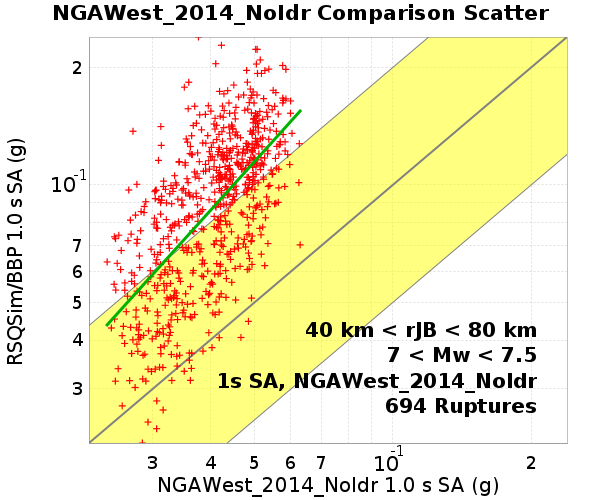 NGAWest_2014_NoIdr Comparison Scatter
RSQSim/BBP 1.0 s SA (g)
2
10-1
7
6
5
4
3
40 km < rJB < 80 km
7 < Mw < 7.5
1s SA, NGAWest_2014_NoIdr
694 Ruptures
3 4 5 6 7 10-1 2
NGAWest_2014_NoIdr 1.0 s SA (g)